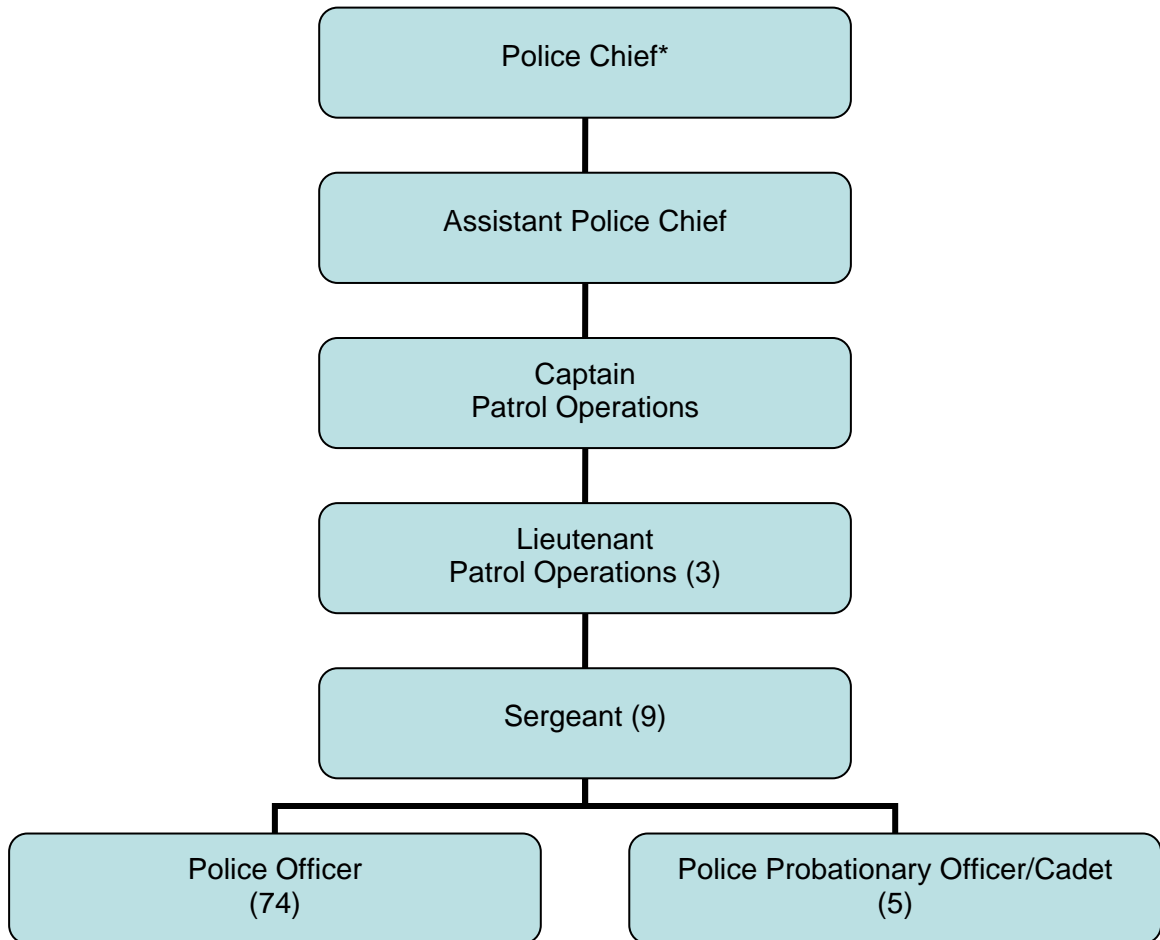 Police Chief*
Assistant Police Chief
Captain
Patrol Operations
Lieutenant
Patrol Operations (3)
Sergeant (9)
Police Officer
(74)
Police Probationary Officer/Cadet
(5)